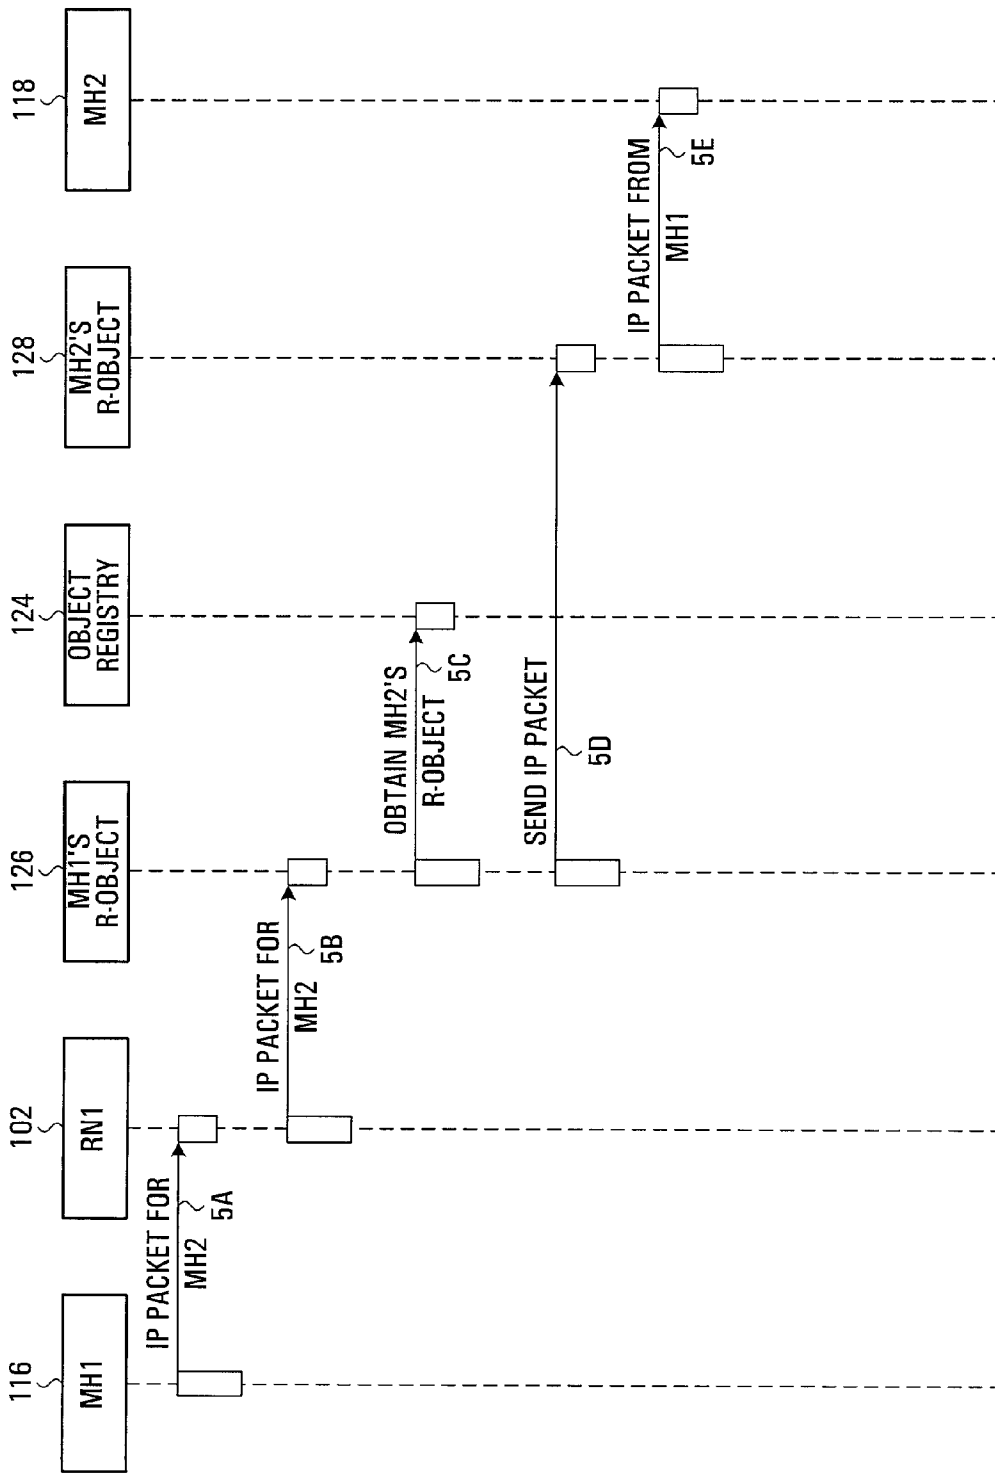 116
MH1
102
RN1
126
MH1'S
R-OBJECT
124
OBJECT
REGISTRY
128
MH2'S
R-OBJECT
118
MH2
IP PACKET FOR
MH2
5A
IP PACKET FOR
MH2
5B
OBTAIN MH2'S
R-OBJECT
5C
SEND IP PACKET
5D
IP PACKET FROM
MH1
5E